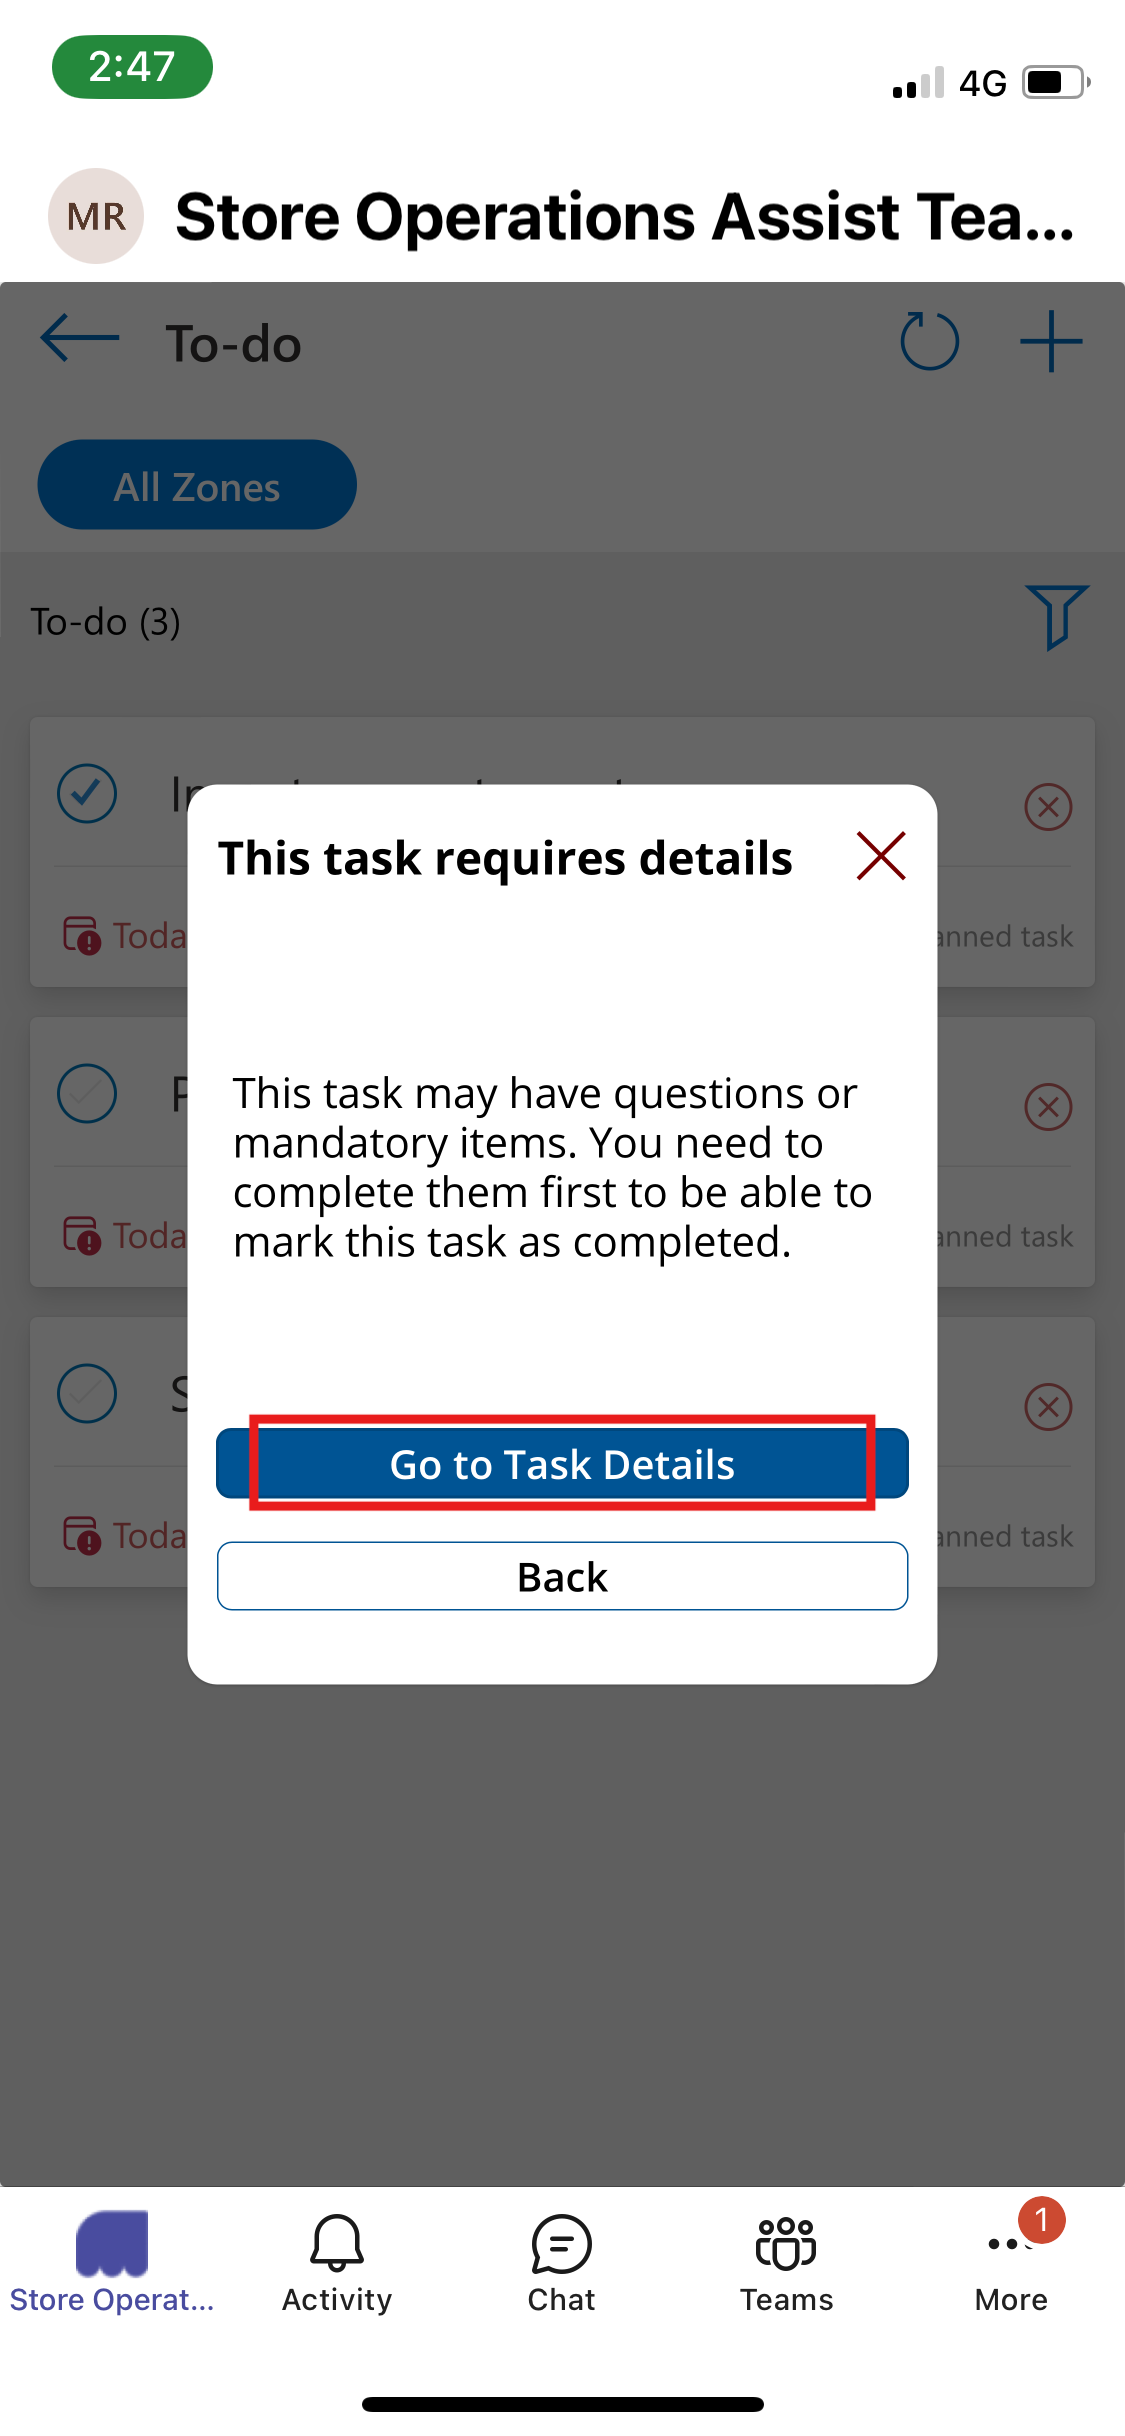 2:47
4G
MR Store Operations Assist Tea...
To-do
All Zones
To-do (3)
This task requires details
This task may have questions or
mandatory items. You need to
complete them first to be able to
mark this task as completed.
Go to Task Details
Back
Toda
anned task
Toda
anned task
Toda
anned task
1
Store Operat...
Activity
Chat
Teams
More